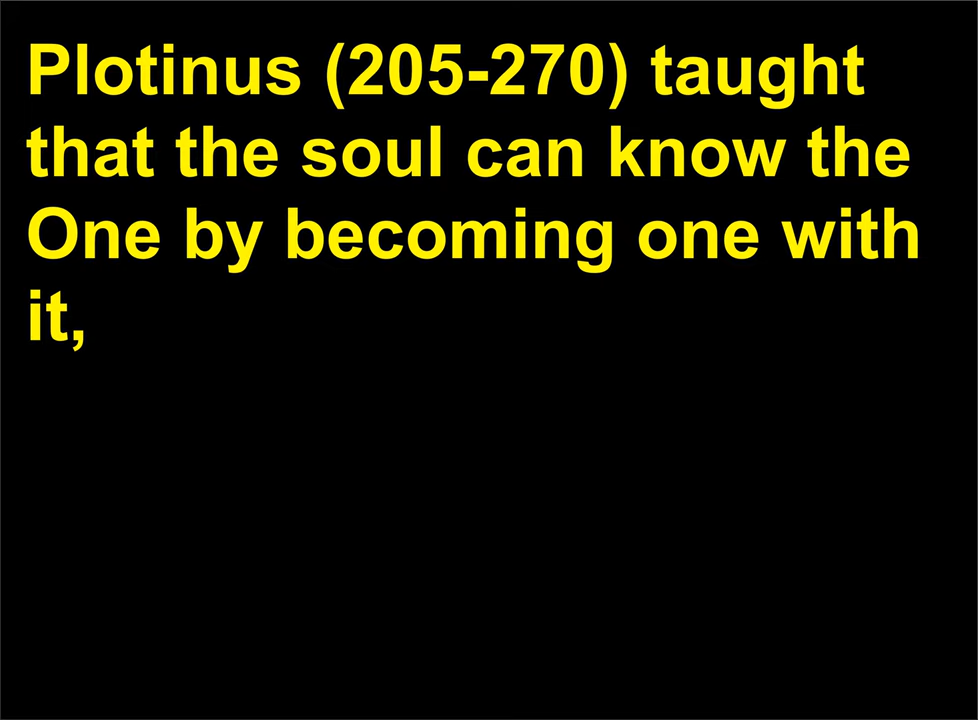 Plotinus (205-270) taught
that the soul can know the
One by becoming one with
it,